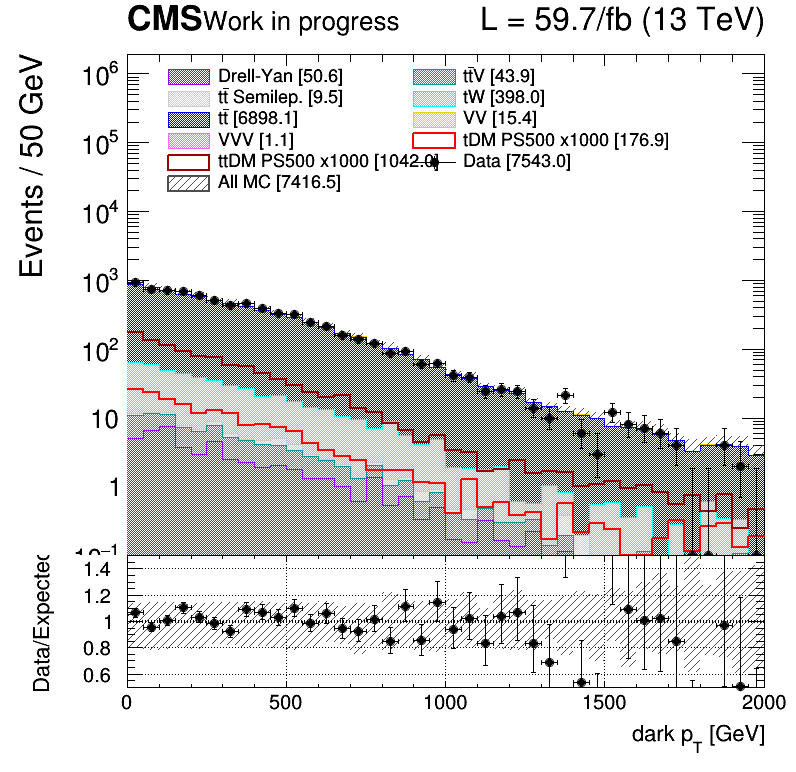 CMS Work in progress L = 59.7/fb (13 TeV)
Events / 50 GeV
Drell-Yan [50.6] tt̄V [43.9]
tt̄ Semilep. [9.5] tW [398.0]
tt̄ [6898.1] VV [15.4]
VVV [1.1] tDM PS500 x1000 [176.9]
ttDM PS500 x1000 [1042.0] Data [7543.0]
All MC [7416.5]
10⁶
10⁵
10⁴
10³
10²
10
1
10⁻¹
Data/Expected
1.4
1.2
1
0.8
0.6
0 500 1000 1500 2000
dark p_T [GeV]